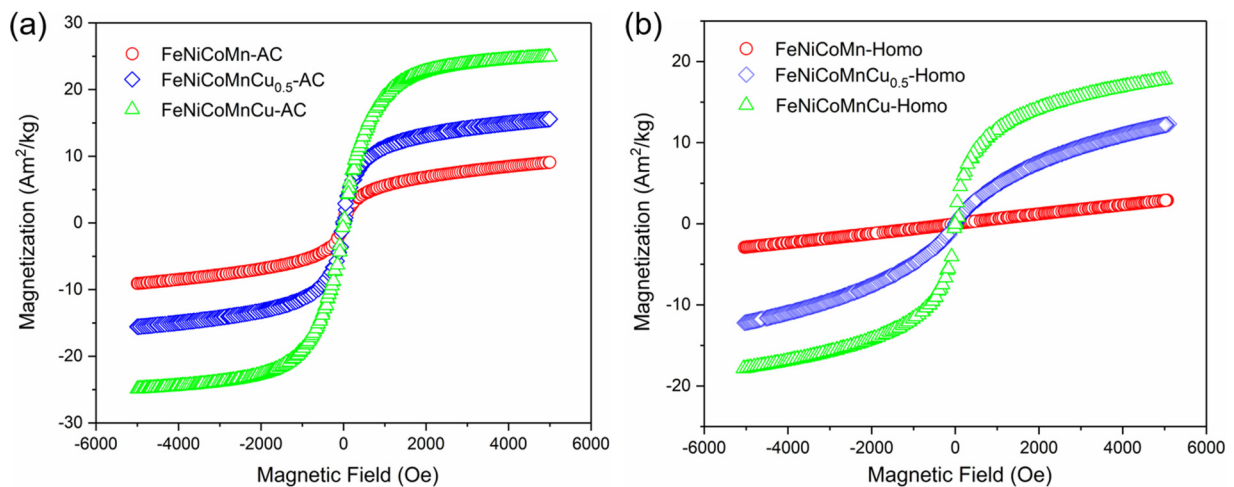 (a)
FeNiCoMn-AC
FeNiCoMnCu0.5-AC
FeNiCoMnCu-AC
Magnetization (Am2/kg)
30
20
10
0
-10
-20
-30
-6000 -4000 -2000 0 2000 4000 6000
Magnetic Field (Oe)
(b)
FeNiCoMn-Homo
FeNiCoMnCu0.5-Homo
FeNiCoMnCu-Homo
Magnetization (Am2/kg)
20
10
0
-10
-20
-6000 -4000 -2000 0 2000 4000 6000
Magnetic Field (Oe)